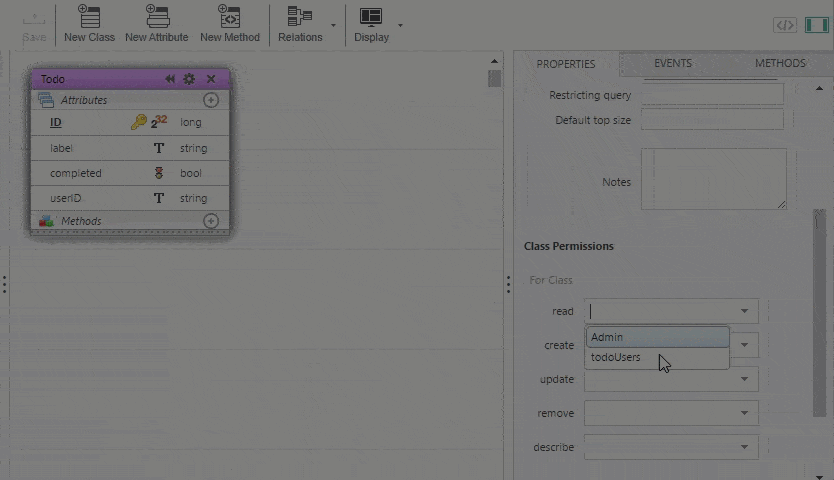 Save
New Class
New Attribute
New Method
Relations
Display
Todo
Attributes
ID 2³² long
label T string
completed bool
userID T string
Methods
PROPERTIES
EVENTS
METHODS
Restricting query
Default top size
Notes
Class Permissions
For Class
read
Admin
todoUsers
create
update
remove
describe